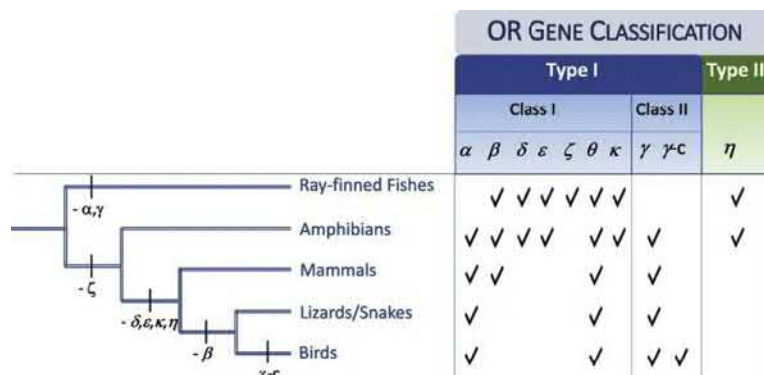 OR GENE CLASSIFICATION
Type I Type II
Class I Class II
α β δ ε ζ θ κ γ γ-c η
Ray-finned Fishes ✓ ✓ ✓ ✓ ✓ ✓ ✓
- α,γ
Amphibians ✓ ✓ ✓ ✓ ✓ ✓ ✓ ✓
- ζ
Mammals ✓ ✓ ✓ ✓
- δ,ε,κ,η
Lizards/Snakes ✓ ✓ ✓
- β
Birds ✓ ✓ ✓ ✓